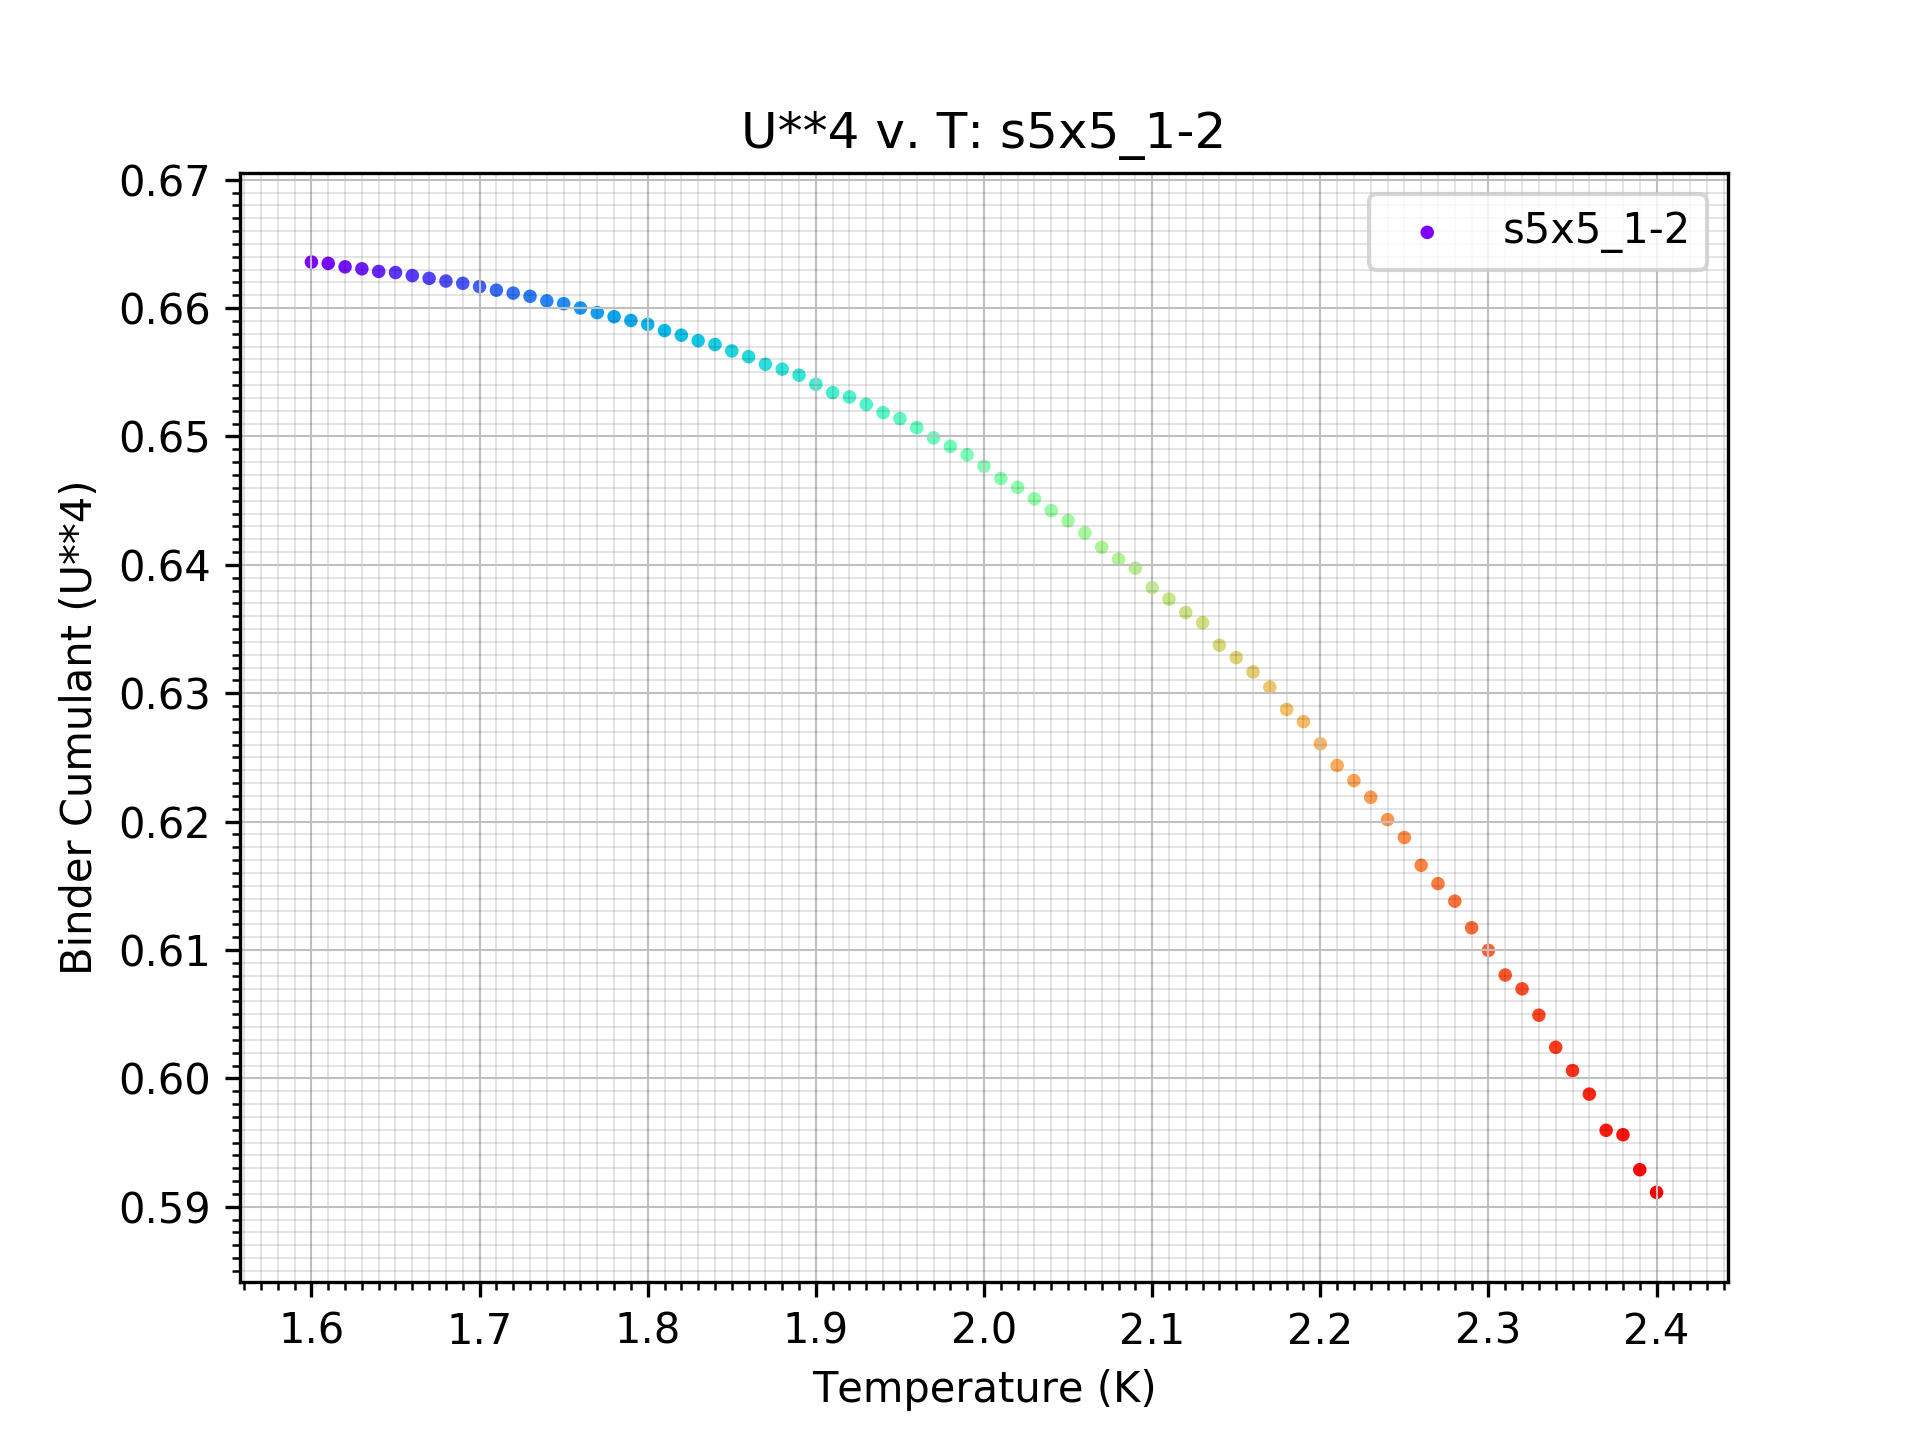 U**4 v. T: s5x5_1-2
s5x5_1-2
Binder Cumulant (U**4)
0.67
0.66
0.65
0.64
0.63
0.62
0.61
0.60
0.59
1.6 1.7 1.8 1.9 2.0 2.1 2.2 2.3 2.4
Temperature (K)